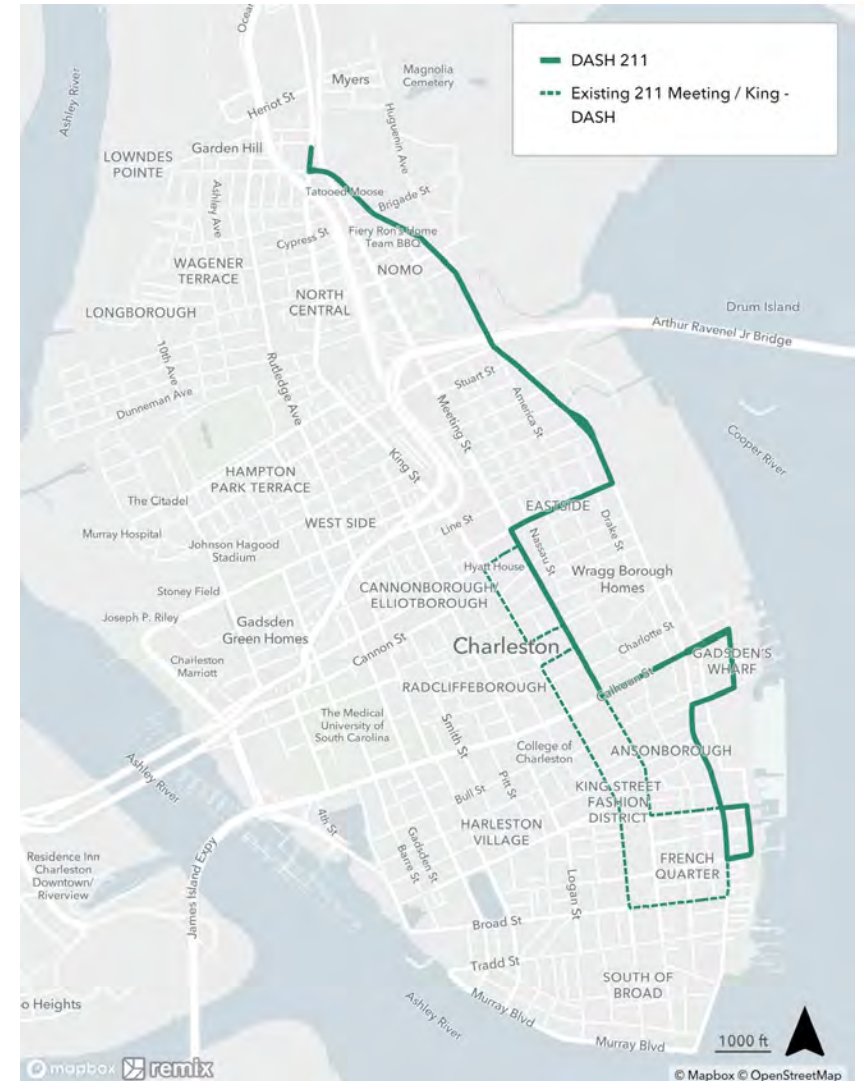 DASH 211
Existing 211 Meeting / King -
DASH
Ashley River
Myers
Magnolia
Cemetery
Heriot St
Huguenin Ave
Garden Hill
LOWNDES
POINTE
Ashley Ave
Tatooed Moose
Brigade St
Cypress St
Fiery Ron's Home
Team BBQ
WAGENER
TERRACE
NOMO
NORTH
CENTRAL
LONGBOROUGH
Drum Island
Arthur Ravenel Jr Bridge
10th Ave
Rutledge Ave
Dunneman Ave
Stuart St
America St
Meeting St
Cooper River
King St
HAMPTON
PARK TERRACE
The Citadel
EASTSIDE
WEST SIDE
Line St
Drake St
Murray Hospital
Johnson Hagood
Stadium
Nassau St
Hyatt House
Wragg Borough
Homes
Stoney Field
CANNONBOROUGH/
ELLIOTBOROUGH
Joseph P. Riley
Gadsden
Green Homes
Cannon St
Charleston
Charlotte St
GADSDEN'S
WHARF
Charleston
Marriott
RADCLIFFEBOROUGH
Calhoun St
The Medical
University of
South Carolina
Smith St
College of
Charleston
ANSONBOROUGH
Ashley River
Pitt St
Bull St
KING STREET
FASHION
DISTRICT
4th St
HARLESTON
VILLAGE
Gadsden St
Barre St
FRENCH
QUARTER
Residence Inn
Charleston
Downtown/
Riverview
James Island Expy
Logan St
Broad St
Tradd St
SOUTH OF
BROAD
o Heights
Ashley River
Murray Blvd
Murray Blvd
1000 ft
mapbox remix
© Mapbox © OpenStreetMap